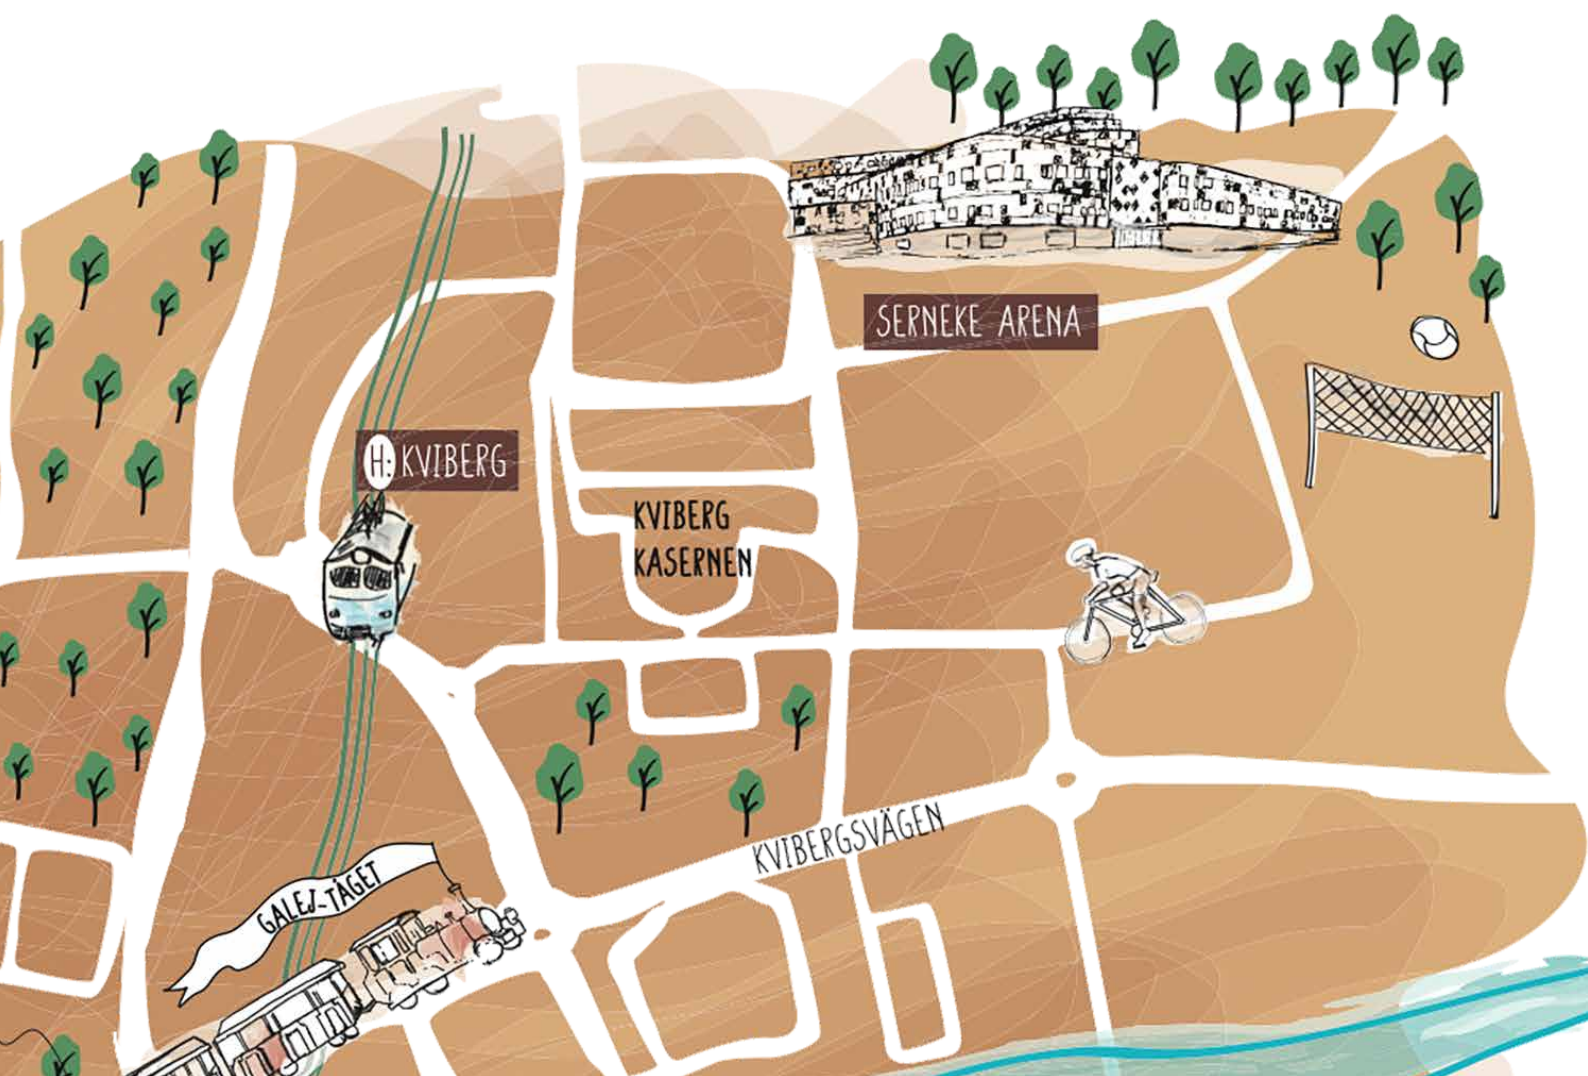 SERNEKE ARENA
H: KVIBERG
KVIBERG
KASERNEN
KVIBERGSVÄGEN
GALEJ-TÅGET